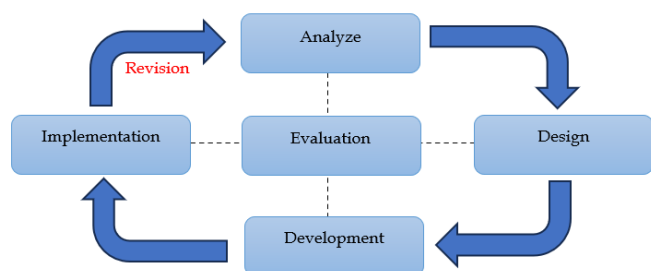 Analyze
Revision
Implementation
Evaluation
Design
Development